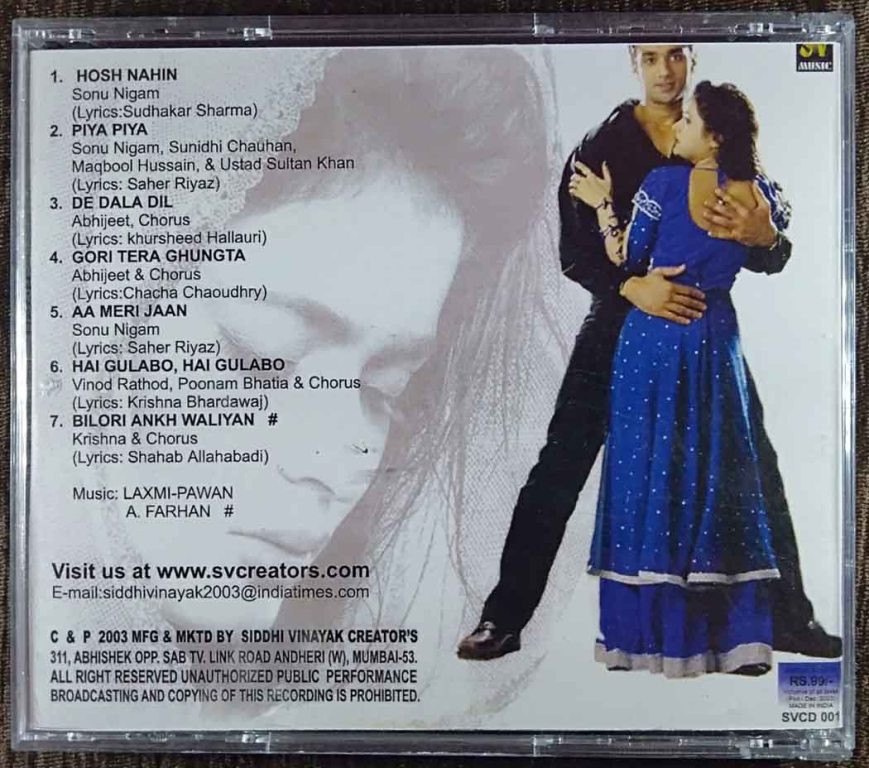 SV
MUSIC
1. HOSH NAHIN
Sonu Nigam
(Lyrics:Sudhakar Sharma)
2. PIYA PIYA
Sonu Nigam, Sunidhi Chauhan,
Maqbool Hussain, & Ustad Sultan Khan
(Lyrics: Saher Riyaz)
3. DE DALA DIL
Abhijeet, Chorus
(Lyrics: khursheed Hallauri)
4. GORI TERA GHUNGTA
Abhijeet & Chorus
(Lyrics:Chacha Chaoudhry)
5. AA MERI JAAN
Sonu Nigam
(Lyrics: Saher Riyaz)
6. HAI GULABO, HAI GULABO
Vinod Rathod, Poonam Bhatia & Chorus
(Lyrics: Krishna Bhardawaj)
7. BILORI ANKH WALIYAN #
Krishna & Chorus
(Lyrics: Shahab Allahabadi)
Music: LAXMI-PAWAN
A. FARHAN #
Visit us at www.svcreators.com
E-mail:siddhivinayak2003@indiatimes.com
C & P 2003 MFG & MKTD BY SIDDHI VINAYAK CREATOR'S
311, ABHISHEK OPP. SAB TV. LINK ROAD ANDHERI (W), MUMBAI-53.
ALL RIGHT RESERVED UNAUTHORIZED PUBLIC PERFORMANCE
BROADCASTING AND COPYING OF THIS RECORDING IS PROHIBITED.
RS.99/-
Inclusive of all taxes
MADE IN INDIA
SVCD 001